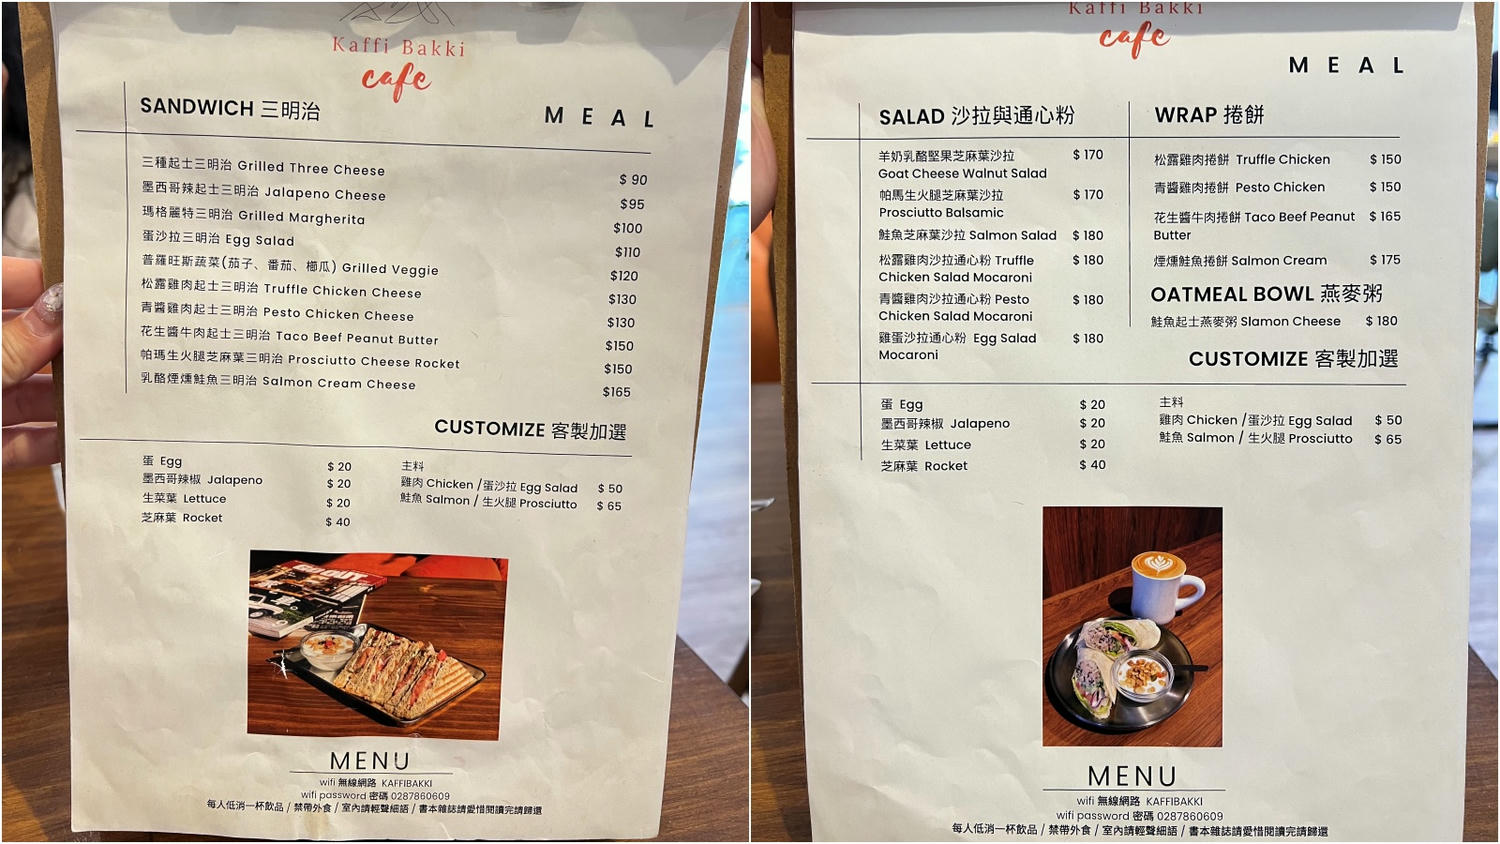 Kaffi Bakki
cafe
SANDWICH 三明治
MEAL
三種起士三明治 Grilled Three Cheese $ 90
墨西哥辣起士三明治 Jalapeno Cheese $95
瑪格麗特三明治 Grilled Margherita $100
蛋沙拉三明治 Egg Salad $110
普羅旺斯蔬菜(茄子、番茄、櫛瓜) Grilled Veggie $120
松露雞肉起士三明治 Truffle Chicken Cheese $130
青醬雞肉起士三明治 Pesto Chicken Cheese $130
花生醬牛肉起士三明治 Taco Beef Peanut Butter $150
帕瑪生火腿芝麻葉三明治 Prosciutto Cheese Rocket $150
乳酪煙燻鮭魚三明治 Salmon Cream Cheese $165
CUSTOMIZE 客製加選
蛋 Egg $ 20
墨西哥辣椒 Jalapeno $ 20
生菜葉 Lettuce $ 20
芝麻葉 Rocket $ 40
主料
雞肉 Chicken /蛋沙拉 Egg Salad $ 50
鮭魚 Salmon / 生火腿 Prosciutto $ 65
MENU
wifi 無線網路 KAFFIBAKKI
wifi password 密碼 0287860609
每人低消一杯飲品 / 禁帶外食 / 室內請輕聲細語 / 書本雜誌請愛惜閱讀完請歸還
Kaffi Bakki
cafe
MEAL
SALAD 沙拉與通心粉
羊奶乳酪堅果芝麻葉沙拉 $ 170
Goat Cheese Walnut Salad
帕馬生火腿芝麻葉沙拉 $ 170
Prosciutto Balsamic
鮭魚芝麻葉沙拉 Salmon Salad $ 180
松露雞肉沙拉通心粉 Truffle $ 180
Chicken Salad Mocaroni
青醬雞肉沙拉通心粉 Pesto $ 180
Chicken Salad Mocaroni
雞蛋沙拉通心粉 Egg Salad $ 180
Mocaroni
WRAP 捲餅
松露雞肉捲餅 Truffle Chicken $ 150
青醬雞肉捲餅 Pesto Chicken $ 150
花生醬牛肉捲餅 Taco Beef Peanut $ 165
Butter
煙燻鮭魚捲餅 Salmon Cream $ 175
OATMEAL BOWL 燕麥粥
鮭魚起士燕麥粥 Slamon Cheese $ 180
CUSTOMIZE 客製加選
蛋 Egg $ 20
墨西哥辣椒 Jalapeno $ 20
生菜葉 Lettuce $ 20
芝麻葉 Rocket $ 40
主料
雞肉 Chicken /蛋沙拉 Egg Salad $ 50
鮭魚 Salmon / 生火腿 Prosciutto $ 65
MENU
wifi 無線網路 KAFFIBAKKI
wifi password 密碼 0287860609
每人低消一杯飲品 / 禁帶外食 / 室內請輕聲細語 / 書本雜誌請愛惜閱讀完請歸還